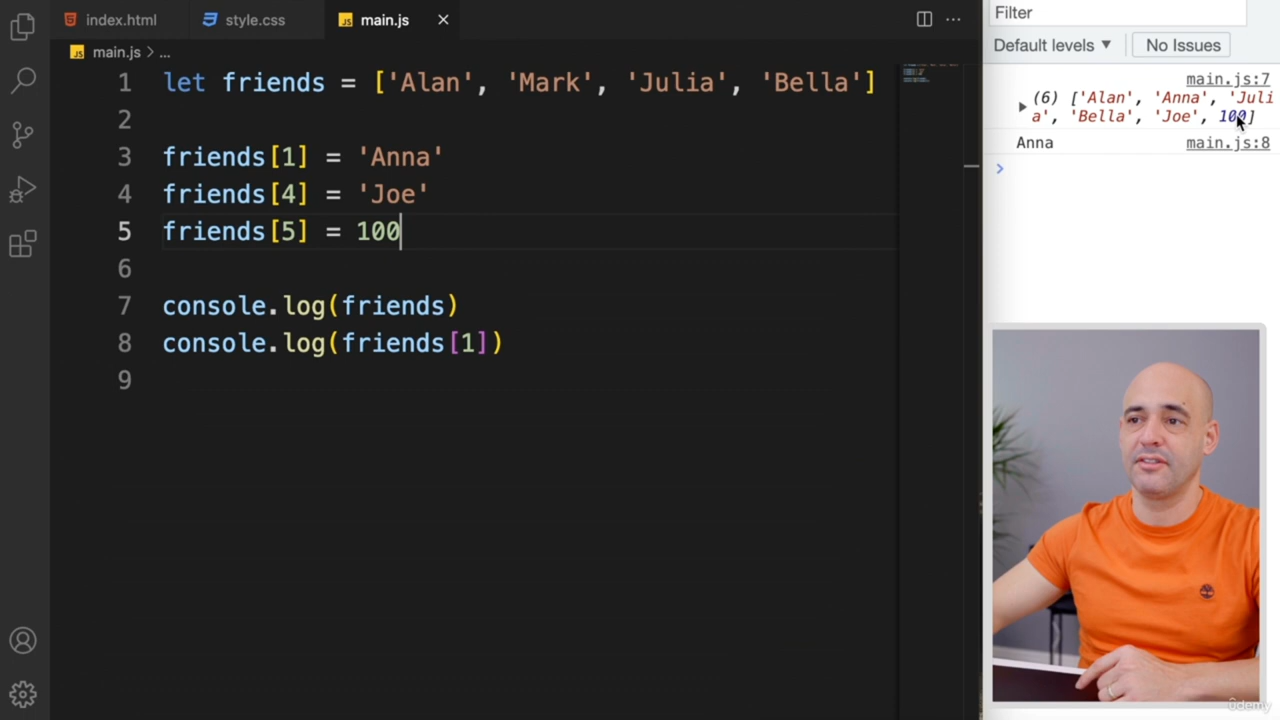 index.html
style.css
main.js
main.js > ...
1 let friends = ['Alan', 'Mark', 'Julia', 'Bella']
2
3 friends[1] = 'Anna'
4 friends[4] = 'Joe'
5 friends[5] = 100
6
7 console.log(friends)
8 console.log(friends[1])
9
Filter
Default levels ▼
No Issues
main.js:7
(6) ['Alan', 'Anna', 'Juli
a', 'Bella', 'Joe', 100]
Anna
main.js:8
ûdemy